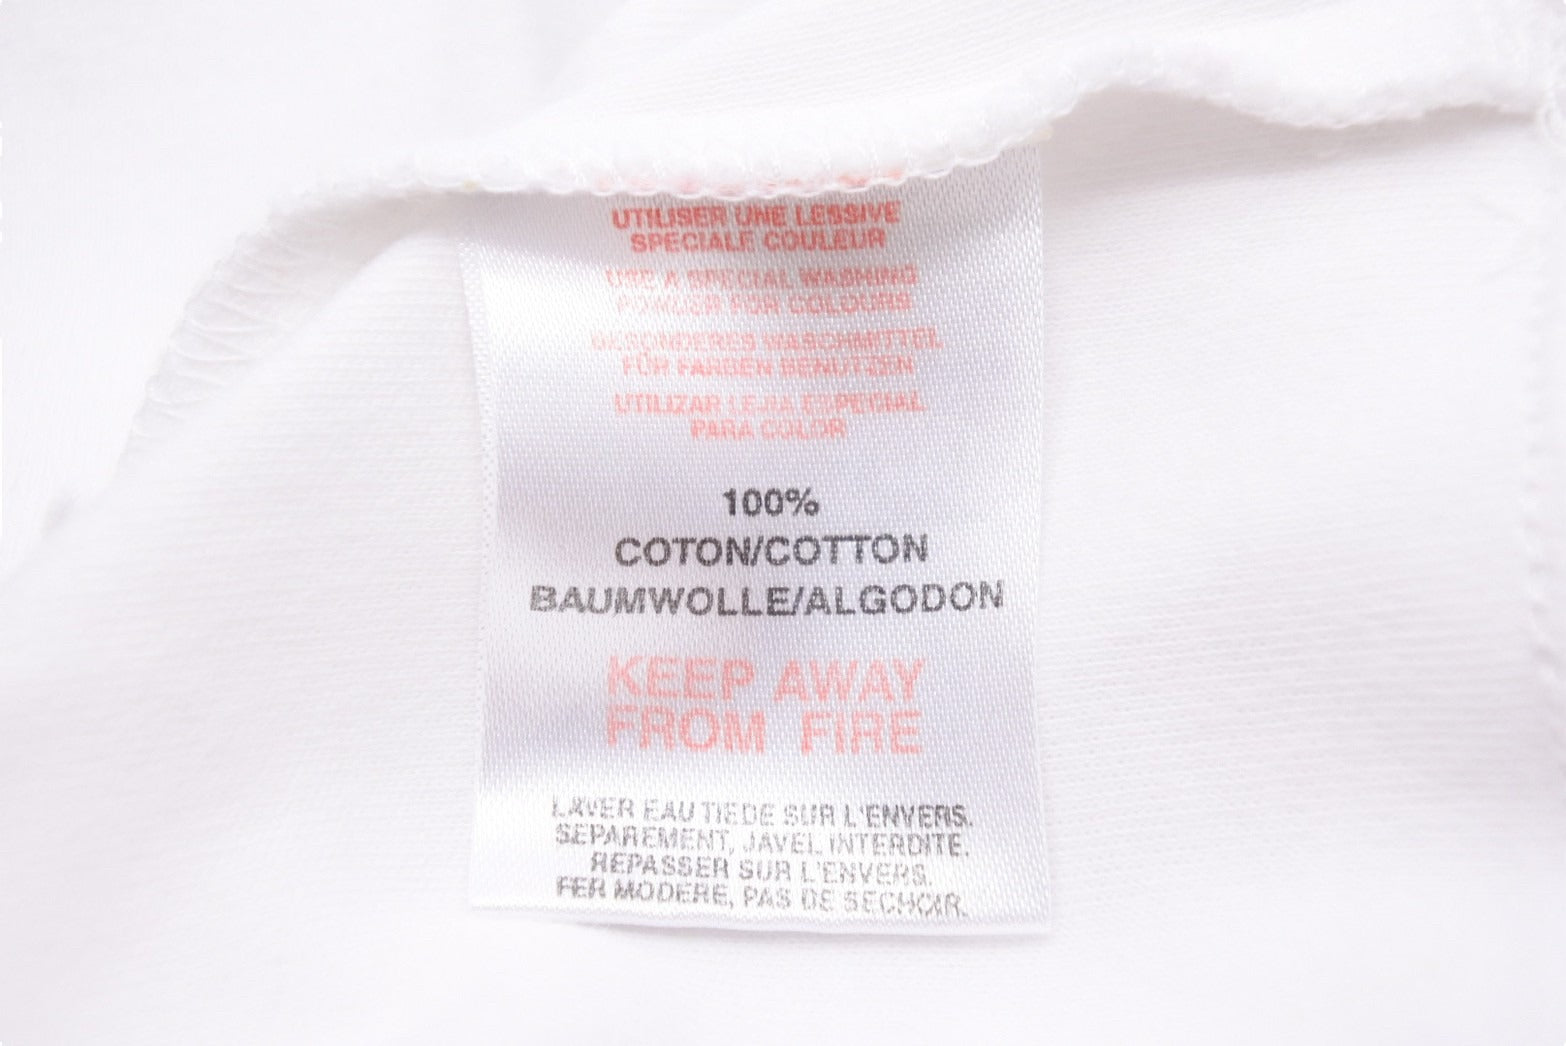 UTILISER UNE LESSIVE
SPECIALE COULEUR
USE A SPECIAL WASHING
POWDER FOR COLOURS
BESONDERES WASCHMITTEL
FÜR FARBEN BENUTZEN
UTILIZAR LEJIA ESPECIAL
PARA COLOR
100%
COTON/COTTON
BAUMWOLLE/ALGODON
KEEP AWAY
FROM FIRE
LAVER EAU TIEDE SUR L'ENVERS.
SEPAREMENT, JAVEL INTERDITE.
REPASSER SUR L'ENVERS.
FER MODERE, PAS DE SECHOIR.